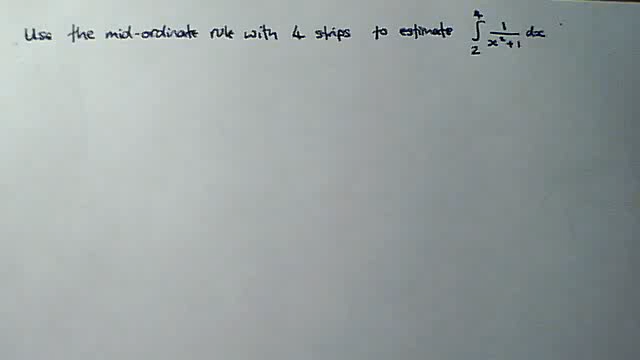 Use the mid-ordinate rule with 4 strips to estimate ∫₂⁴ 1/(x²+1) dx